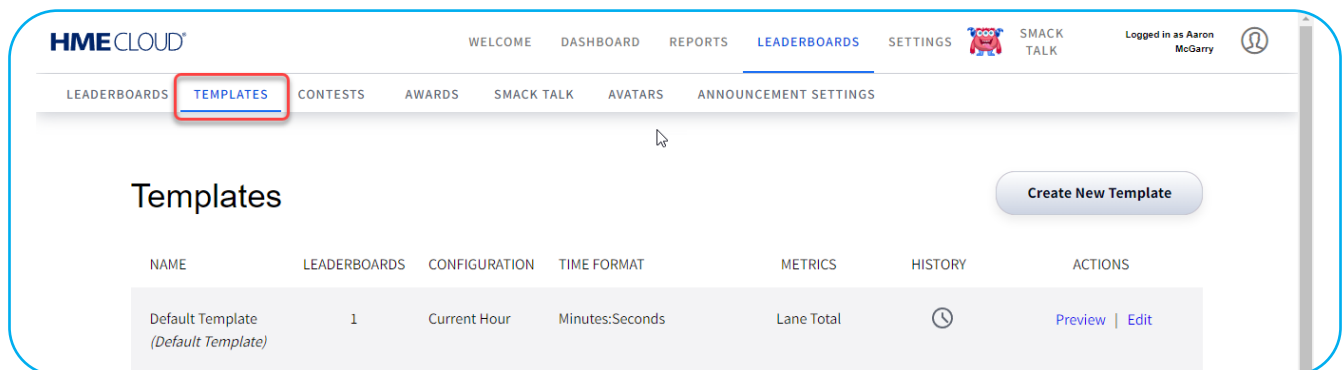 HME CLOUD®
WELCOME DASHBOARD REPORTS LEADERBOARDS SETTINGS SMACK TALK Logged in as Aaron McGarry
LEADERBOARDS TEMPLATES CONTESTS AWARDS SMACK TALK AVATARS ANNOUNCEMENT SETTINGS
Templates
Create New Template
NAME LEADERBOARDS CONFIGURATION TIME FORMAT METRICS HISTORY ACTIONS
Default Template 1 Current Hour Minutes:Seconds Lane Total Preview | Edit
(Default Template)